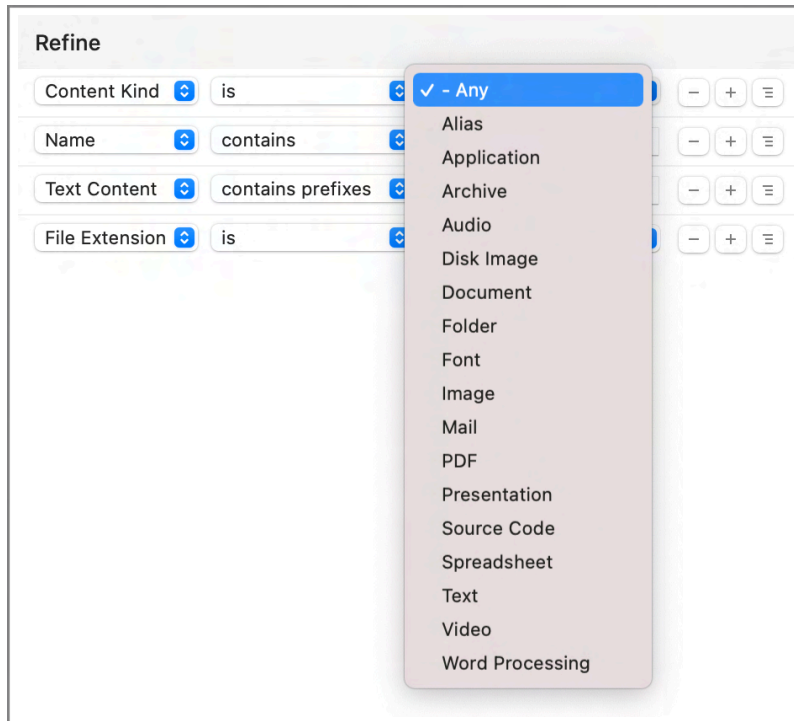 Refine
Content Kind is ✓ - Any
Alias
Name contains
Application
Text Content contains prefixes Archive
Audio
File Extension is
Disk Image
Document
Folder
Font
Image
Mail
PDF
Presentation
Source Code
Spreadsheet
Text
Video
Word Processing